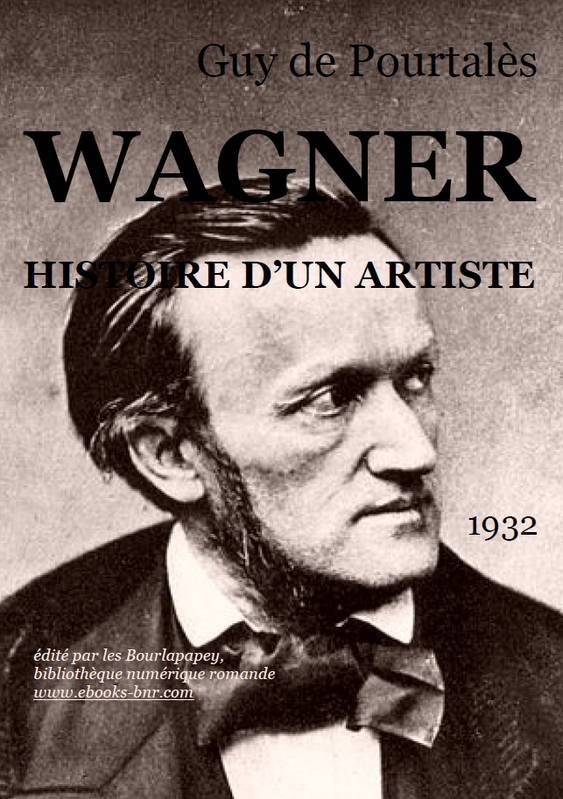 Guy de Pourtalès
WAGNER
HISTOIRE D’UN ARTISTE
1932
édité par les Bourlapapey,
bibliothèque numérique romande
www.ebooks-bnr.com